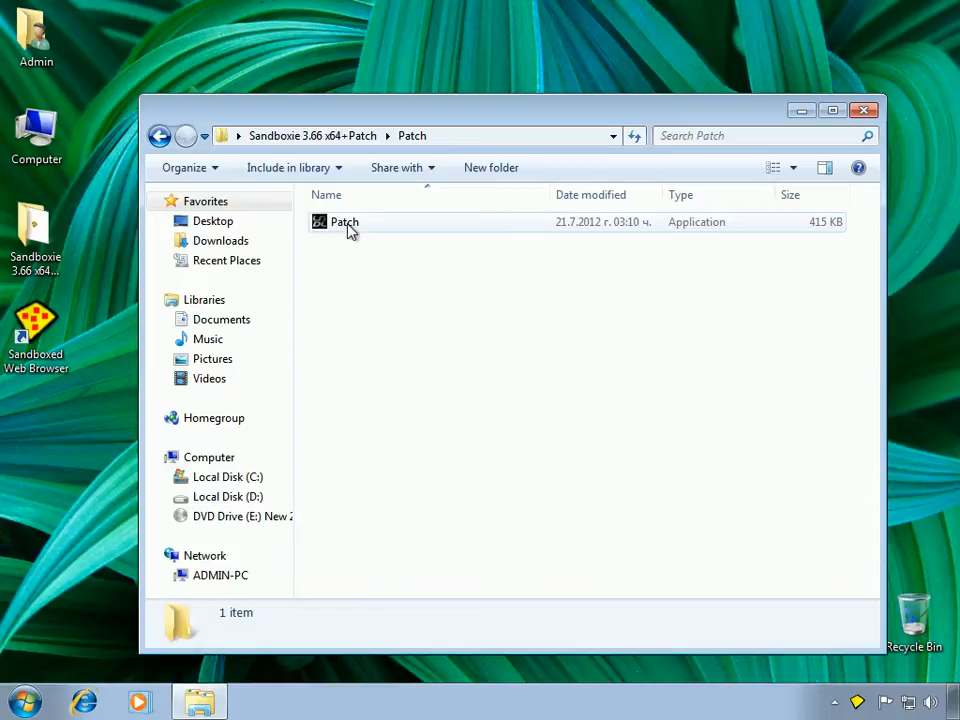 Admin
Computer
Sandboxie
3.66 x64...
Sandboxed
Web Browser
Sandboxie 3.66 x64+Patch
Patch
Search Patch
Organize
Include in library
Share with
New folder
Name
Date modified
Type
Size
Patch
21.7.2012 г. 03:10 ч.
Application
415 KB
Favorites
Desktop
Downloads
Recent Places
Libraries
Documents
Music
Pictures
Videos
Homegroup
Computer
Local Disk (C:)
Local Disk (D:)
DVD Drive (E:) New 2
Network
ADMIN-PC
1 item
Recycle Bin